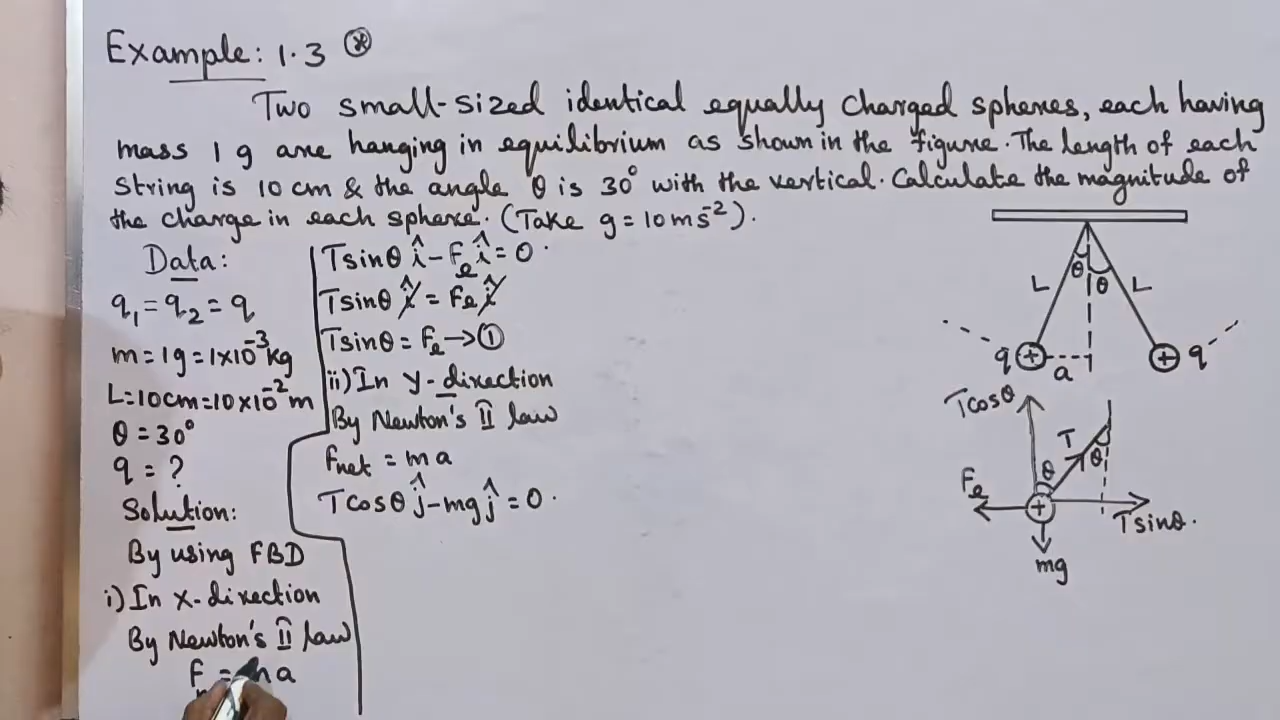 Example: 1.3 ⊛
Two small-sized identical equally charged spheres, each having
mass 1 g are hanging in equilibrium as shown in the figure. The length of each
string is 10 cm & the angle θ is 30° with the vertical. Calculate the magnitude of
the charge in each sphere. (Take g = 10 ms⁻²).
Data:
q₁ = q₂ = q
m = 1g = 1×10⁻³kg
L = 10cm = 10×10⁻²m
θ = 30°
q = ?
Solution:
By using FBD
i) In x-direction
By Newton's II law
F = ma
Tsinθ î - Fₑ î = 0.
Tsinθ î = Fₑ î
Tsinθ = Fₑ → ①
ii) In y-direction
By Newton's II law
Fnet = ma
Tcosθ ĵ - mg ĵ = 0.
θ θ
L L
q + + q
a
Tcosθ
T
θ θ
Fₑ
+
Tsinθ.
mg